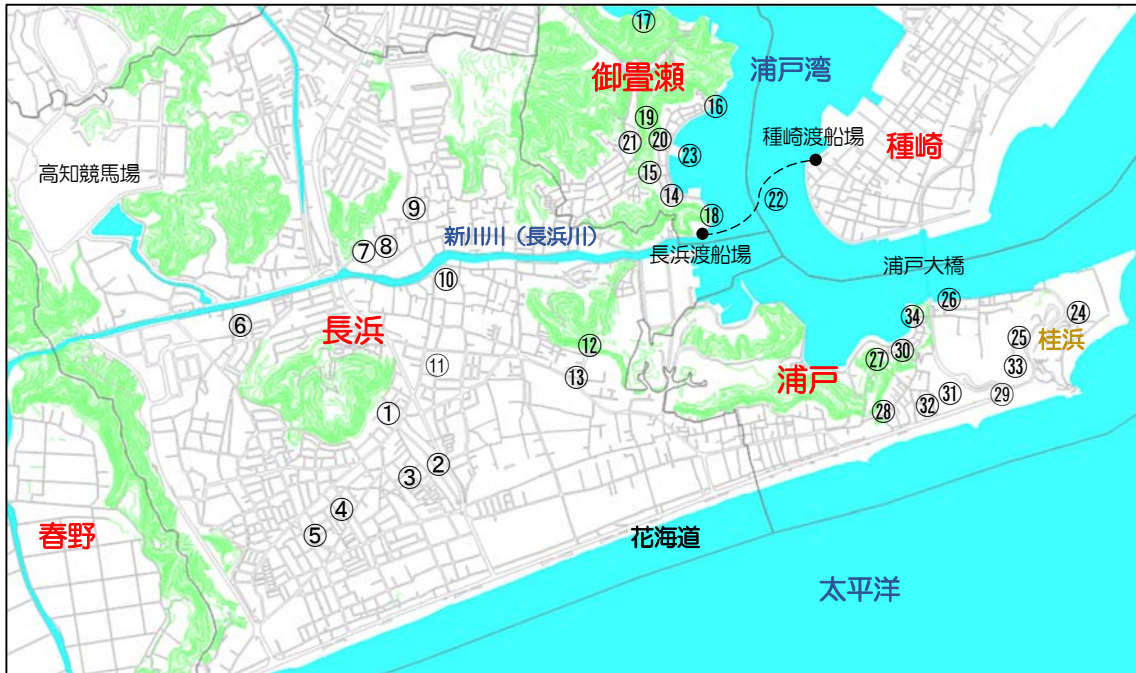 ⑰
御畳瀬
浦戸湾
⑯
⑲
⑳
㉑
種崎渡船場
種崎
㉓
高知競馬場
⑮
⑭
㉒
⑨
⑱
新川川（長浜川）
⑦
⑧
長浜渡船場
⑩
浦戸大橋
㉖
㉔
⑥
長浜
㉞
㉕
桂浜
⑫
⑪
⑬
浦戸
㉗
㉚
㉝
㉘
㉜
㉛
㉙
①
②
③
④
⑤
春野
花海道
太平洋